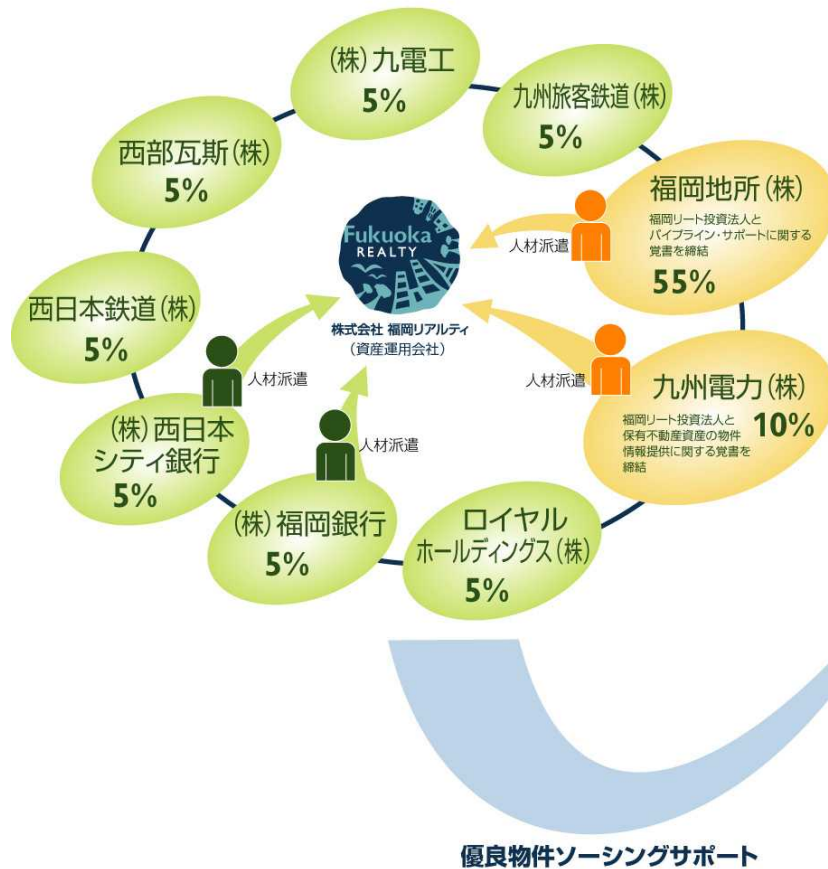 (株)九電工
5%
九州旅客鉄道(株)
5%
西部瓦斯(株)
5%
福岡地所(株)
福岡リート投資法人と
パイプライン・サポートに関する
覚書を締結
55%
人材派遣
Fukuoka
REALTY
株式会社 福岡リアルティ
(資産運用会社)
西日本鉄道(株)
5%
人材派遣
人材派遣
九州電力(株)
福岡リート投資法人と
保有不動産資産の物件
情報提供に関する覚書を
締結
10%
(株)西日本
シティ銀行
5%
人材派遣
(株)福岡銀行
5%
ロイヤル
ホールディングス(株)
5%
優良物件ソーシングサポート